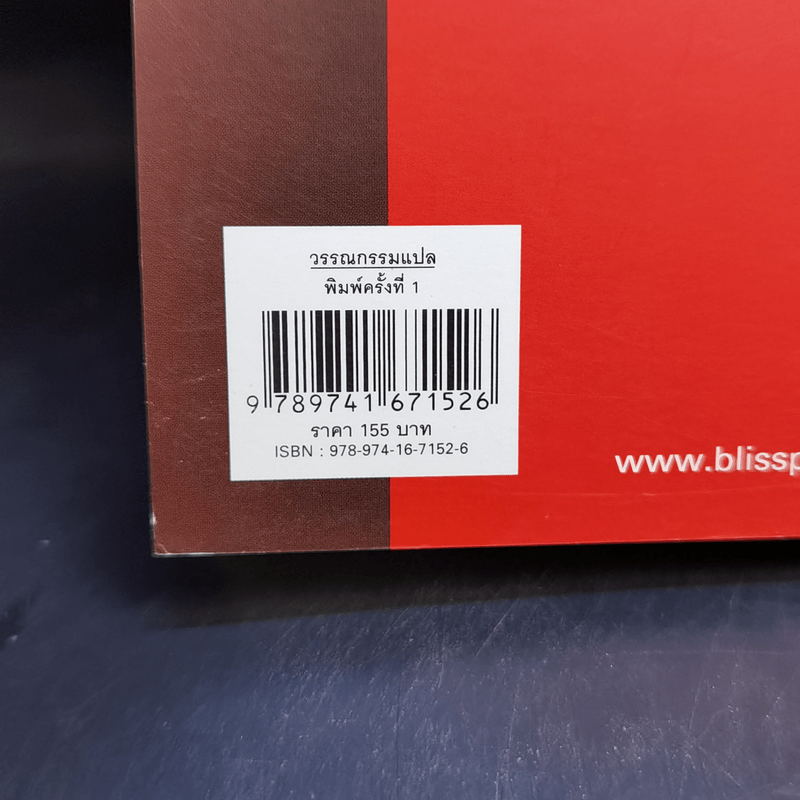 วรรณกรรมแปล
พิมพ์ครั้งที่ 1
9 789741 671526
ราคา 155 บาท
ISBN : 978-974-16-7152-6
www.blissp